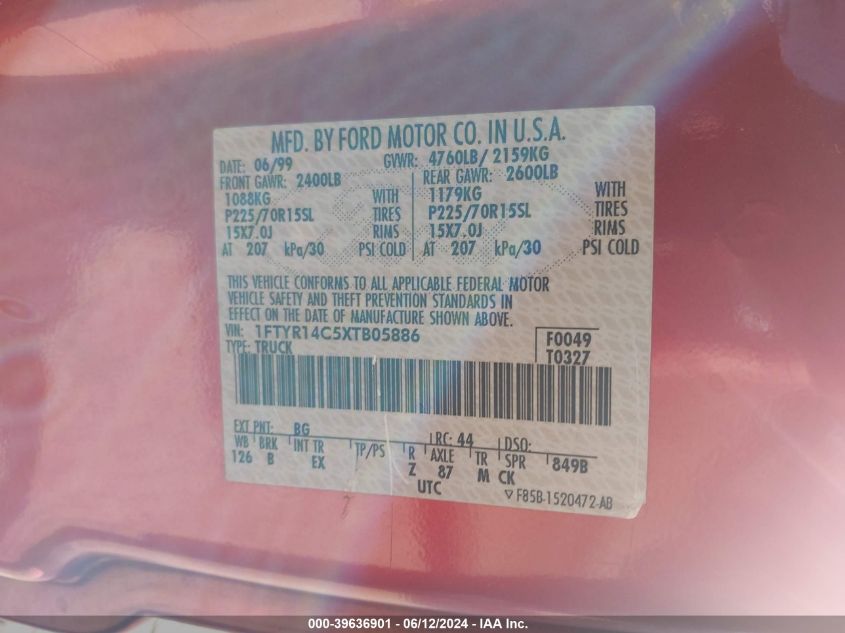 MFD. BY FORD MOTOR CO. IN U.S.A.
DATE: 06/99 GVWR: 4760LB/ 2159KG
FRONT GAWR: 2400LB REAR GAWR: 2600LB
1088KG WITH 1179KG WITH
P225/70R15SL TIRES P225/70R15SL TIRES
15X7.0J RIMS 15X7.0J RIMS
AT 207 kPa/30 PSI COLD AT 207 kPa/30 PSI COLD
THIS VEHICLE CONFORMS TO ALL APPLICABLE FEDERAL MOTOR
VEHICLE SAFETY AND THEFT PREVENTION STANDARDS IN
EFFECT ON THE DATE OF MANUFACTURE SHOWN ABOVE.
VIN: 1FTYR14C5XTB05886 F0049
TYPE: TRUCK T0327
EXT PNT: BG RC: 44 DSO:
WB BRK INT TR TP/PS R AXLE TR SPR 849B
126 B EX Z 87 M CK
UTC
F85B-1520472-AB
000-39636901 - 06/12/2024 - IAA Inc.